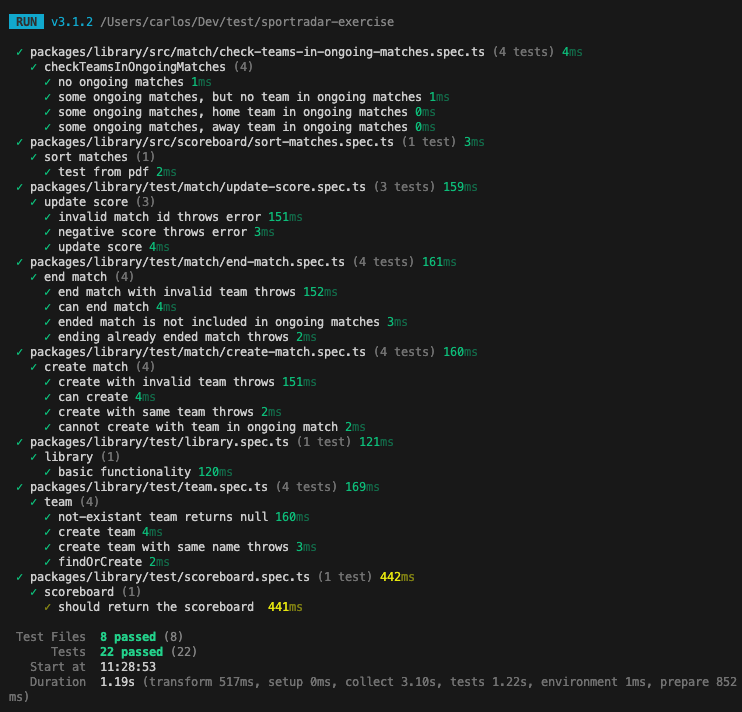 RUN v3.1.2 /Users/carlos/Dev/test/sportradar-exercise
✓ packages/library/src/match/check-teams-in-ongoing-matches.spec.ts (4 tests) 4ms
✓ checkTeamsInOngoingMatches (4)
✓ no ongoing matches 1ms
✓ some ongoing matches, but no team in ongoing matches 1ms
✓ some ongoing matches, home team in ongoing matches 0ms
✓ some ongoing matches, away team in ongoing matches 0ms
✓ packages/library/src/scoreboard/sort-matches.spec.ts (1 test) 3ms
✓ sort matches (1)
✓ test from pdf 2ms
✓ packages/library/test/match/update-score.spec.ts (3 tests) 159ms
✓ update score (3)
✓ invalid match id throws error 151ms
✓ negative score throws error 3ms
✓ update score 4ms
✓ packages/library/test/match/end-match.spec.ts (4 tests) 161ms
✓ end match (4)
✓ end match with invalid team throws 152ms
✓ can end match 4ms
✓ ended match is not included in ongoing matches 3ms
✓ ending already ended match throws 2ms
✓ packages/library/test/match/create-match.spec.ts (4 tests) 160ms
✓ create match (4)
✓ create with invalid team throws 151ms
✓ can create 4ms
✓ create with same team throws 2ms
✓ cannot create with team in ongoing match 2ms
✓ packages/library/test/library.spec.ts (1 test) 121ms
✓ library (1)
✓ basic functionality 120ms
✓ packages/library/test/team.spec.ts (4 tests) 169ms
✓ team (4)
✓ not-existant team returns null 160ms
✓ create team 4ms
✓ create team with same name throws 3ms
✓ findOrCreate 2ms
✓ packages/library/test/scoreboard.spec.ts (1 test) 442ms
✓ scoreboard (1)
✓ should return the scoreboard 441ms
Test Files 8 passed (8)
Tests 22 passed (22)
Start at 11:28:53
Duration 1.19s (transform 517ms, setup 0ms, collect 3.10s, tests 1.22s, environment 1ms, prepare 852
ms)